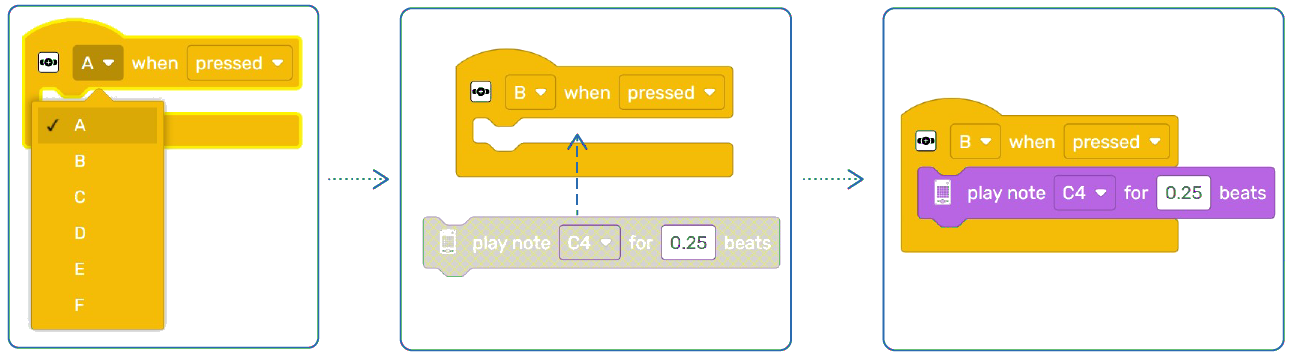 A when pressed
✓ A
B
C
D
E
F
B when pressed
play note C4 for 0.25 beats
B when pressed
play note C4 for 0.25 beats